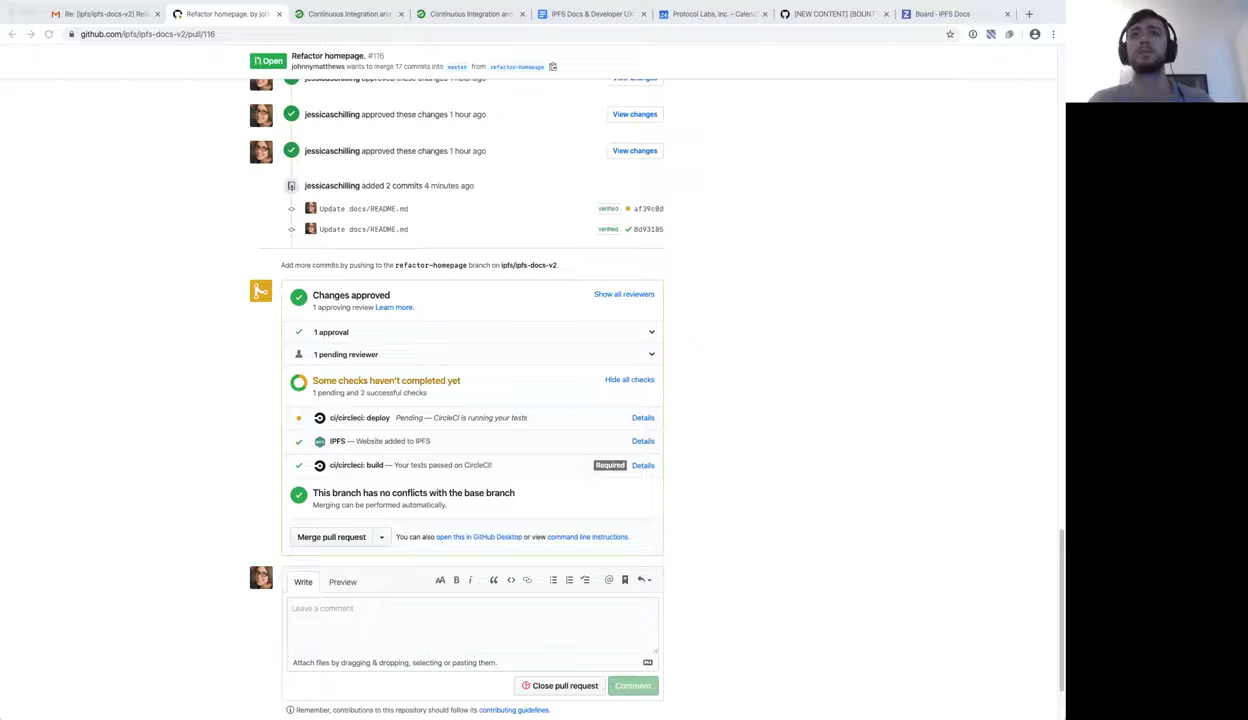 Re: [ipfs/ipfs-docs-v2] Ref
Refactor homepage. by joh
Continuous Integration and
Continuous Integration and
IPFS Docs & Developer UX
Protocol Labs, Inc. - Calend
[NEW CONTENT] [BOUNT
Board · IPFS Docs
github.com/ipfs/ipfs-docs-v2/pull/116
Open
Refactor homepage. #116
johnnymatthews wants to merge 17 commits into master from refactor-homepage
jessicaschilling approved these changes 1 hour ago
View changes
jessicaschilling approved these changes 1 hour ago
View changes
jessicaschilling approved these changes 1 hour ago
View changes
jessicaschilling added 2 commits 4 minutes ago
Update docs/README.md
Verified
af39c0d
Update docs/README.md
Verified
8d93185
Add more commits by pushing to the refactor-homepage branch on ipfs/ipfs-docs-v2.
Changes approved
Show all reviewers
1 approving review Learn more.
1 approval
1 pending reviewer
Some checks haven't completed yet
Hide all checks
1 pending and 2 successful checks
ci/circleci: deploy Pending — CircleCI is running your tests
Details
IPFS — Website added to IPFS
Details
ci/circleci: build — Your tests passed on CircleCI!
Required
Details
This branch has no conflicts with the base branch
Merging can be performed automatically.
Merge pull request
You can also open this in GitHub Desktop or view command line instructions.
Write
Preview
AA B i
Leave a comment
Attach files by dragging & dropping, selecting or pasting them.
Close pull request
Comment
Remember, contributions to this repository should follow its contributing guidelines.